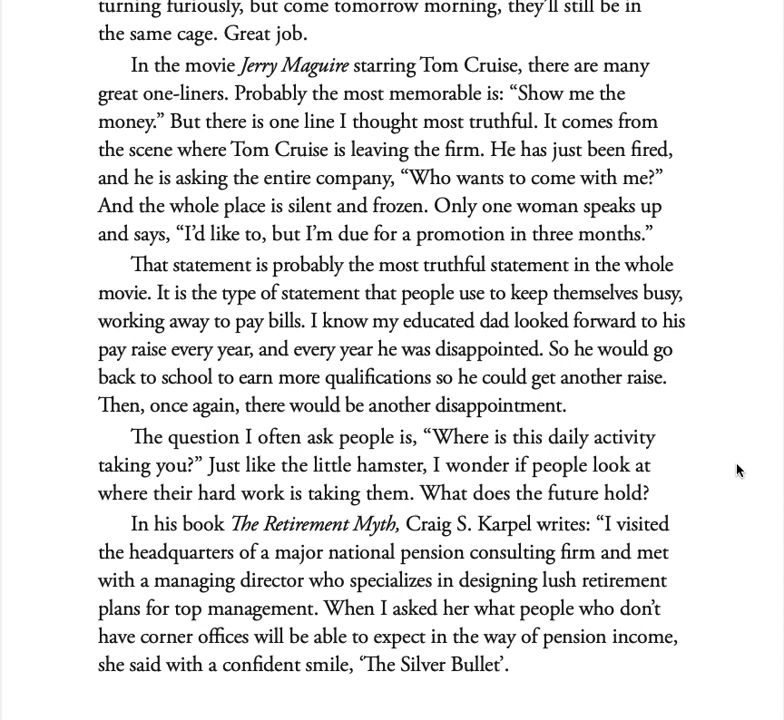 turning furiously, but come tomorrow morning, they'll still be in
the same cage. Great job.
In the movie Jerry Maguire starring Tom Cruise, there are many
great one-liners. Probably the most memorable is: “Show me the
money.” But there is one line I thought most truthful. It comes from
the scene where Tom Cruise is leaving the firm. He has just been fired,
and he is asking the entire company, “Who wants to come with me?”
And the whole place is silent and frozen. Only one woman speaks up
and says, “I’d like to, but I’m due for a promotion in three months.”
That statement is probably the most truthful statement in the whole
movie. It is the type of statement that people use to keep themselves busy,
working away to pay bills. I know my educated dad looked forward to his
pay raise every year, and every year he was disappointed. So he would go
back to school to earn more qualifications so he could get another raise.
Then, once again, there would be another disappointment.
The question I often ask people is, “Where is this daily activity
taking you?” Just like the little hamster, I wonder if people look at
where their hard work is taking them. What does the future hold?
In his book The Retirement Myth, Craig S. Karpel writes: “I visited
the headquarters of a major national pension consulting firm and met
with a managing director who specializes in designing lush retirement
plans for top management. When I asked her what people who don’t
have corner offices will be able to expect in the way of pension income,
she said with a confident smile, ‘The Silver Bullet’.